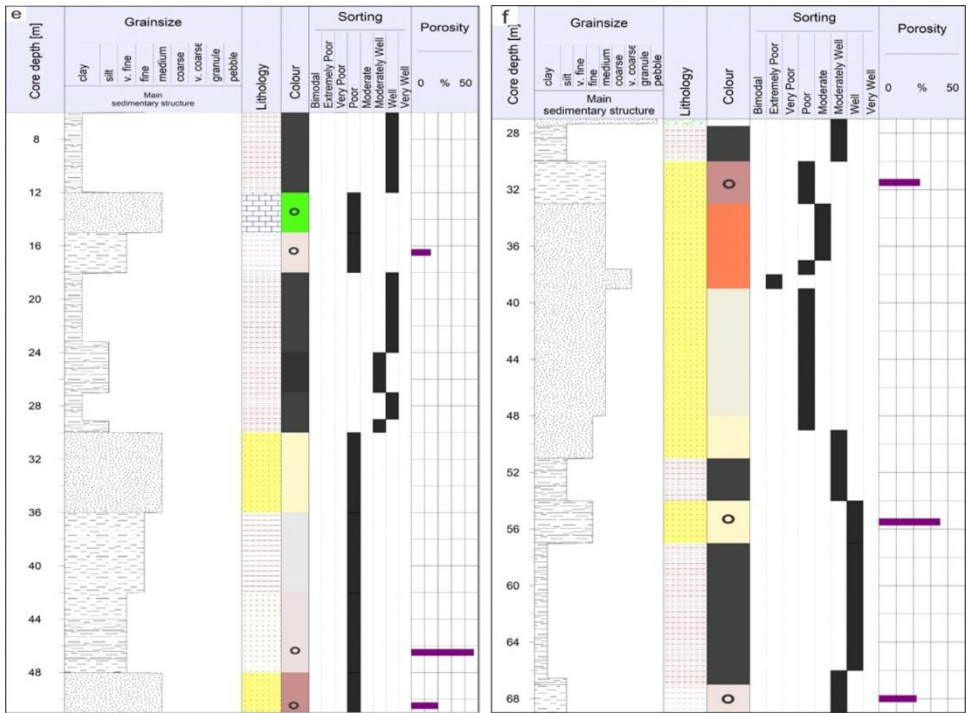 e
Core depth [m]
Grainsize
clay
silt
v. fine
fine
medium
coarse
v. coarse
granule
pebble
Main
sedimentary structure
Lithology
Colour
Sorting
Bimodal
Extremely Poor
Very Poor
Poor
Moderate
Moderately Well
Well
Very Well
Porosity
0 % 50
8
12
16
20
24
28
32
36
40
44
48
f
Core depth [m]
Grainsize
clay
silt
v. fine
fine
medium
coarse
v. coarse
granule
pebble
Main
sedimentary structure
Lithology
Colour
Sorting
Bimodal
Extremely Poor
Very Poor
Poor
Moderate
Moderately Well
Well
Very Well
Porosity
0 % 50
28
32
36
40
44
48
52
56
60
64
68